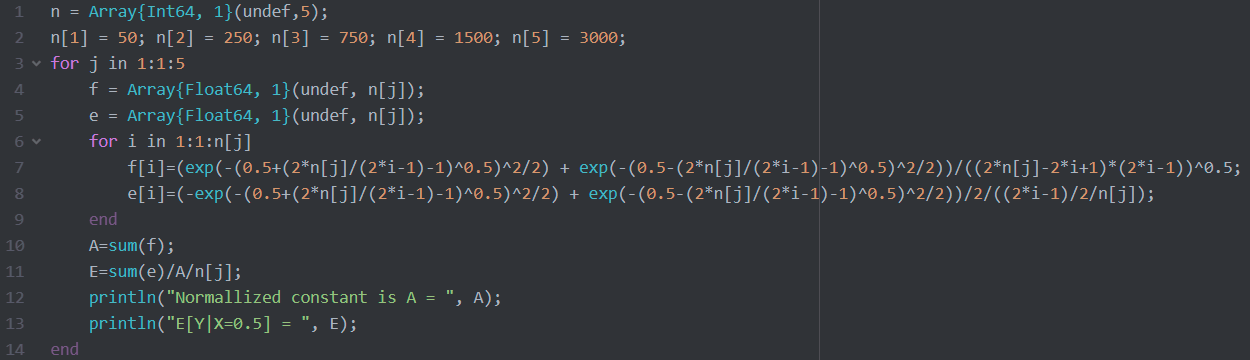 1 n = Array{Int64, 1}(undef,5);
2 n[1] = 50; n[2] = 250; n[3] = 750; n[4] = 1500; n[5] = 3000;
3 for j in 1:1:5
4 f = Array{Float64, 1}(undef, n[j]);
5 e = Array{Float64, 1}(undef, n[j]);
6 for i in 1:1:n[j]
7 f[i]=(exp(-(0.5+(2*n[j]/(2*i-1)-1)^0.5)^2/2) + exp(-(0.5-(2*n[j]/(2*i-1)-1)^0.5)^2/2))/((2*n[j]-2*i+1)*(2*i-1))^0.5;
8 e[i]=(-exp(-(0.5+(2*n[j]/(2*i-1)-1)^0.5)^2/2) + exp(-(0.5-(2*n[j]/(2*i-1)-1)^0.5)^2/2))/2/((2*i-1)/2/n[j]);
9 end
10 A=sum(f);
11 E=sum(e)/A/n[j];
12 println("Normallized constant is A = ", A);
13 println("E[Y|X=0.5] = ", E);
14 end